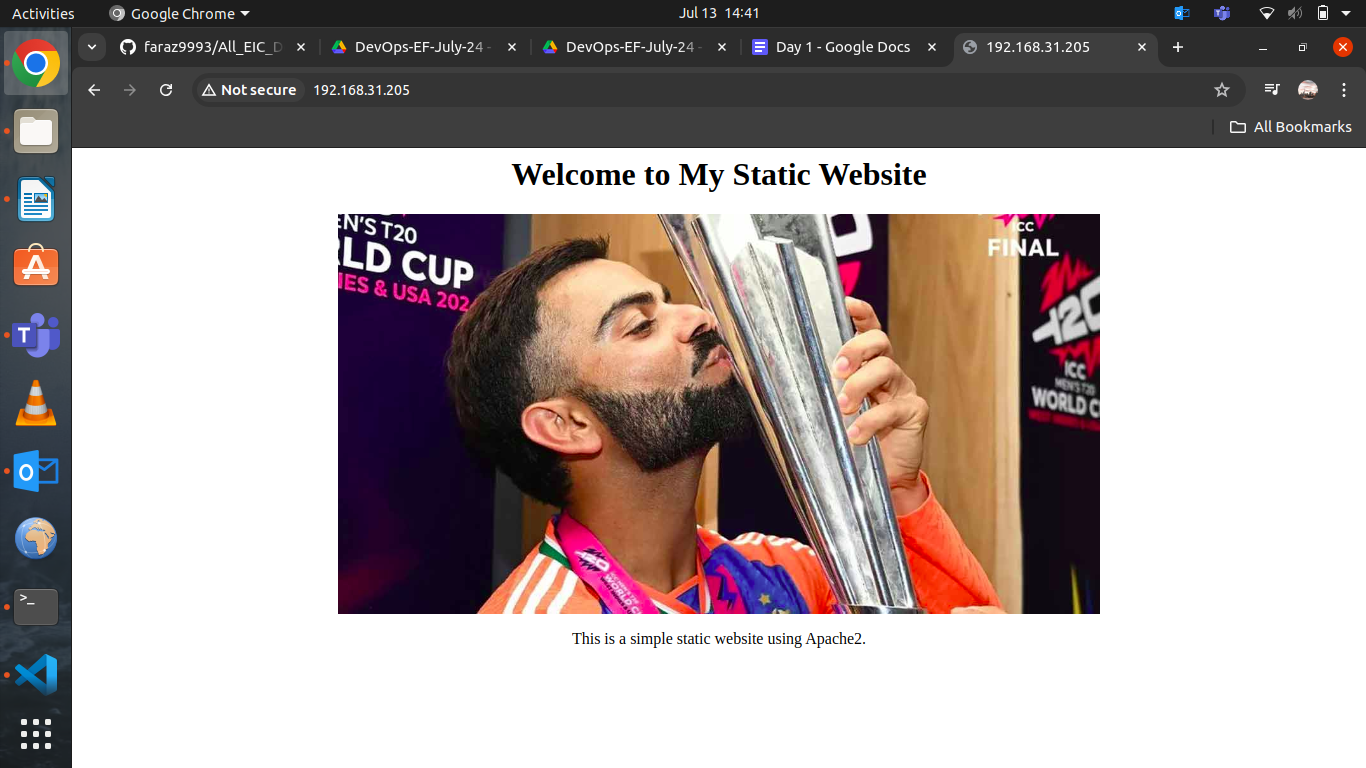 Activities
Google Chrome
Jul 13 14:41
faraz9993/All_EIC_D
DevOps-EF-July-24 -
DevOps-EF-July-24 -
Day 1 - Google Docs
192.168.31.205
Not secure
192.168.31.205
All Bookmarks
Welcome to My Static Website
EN'S T20
RLD CUP
IES & USA 2024
ICC
FINAL
T20
ICC
MEN'S T20
WORLD C
This is a simple static website using Apache2.